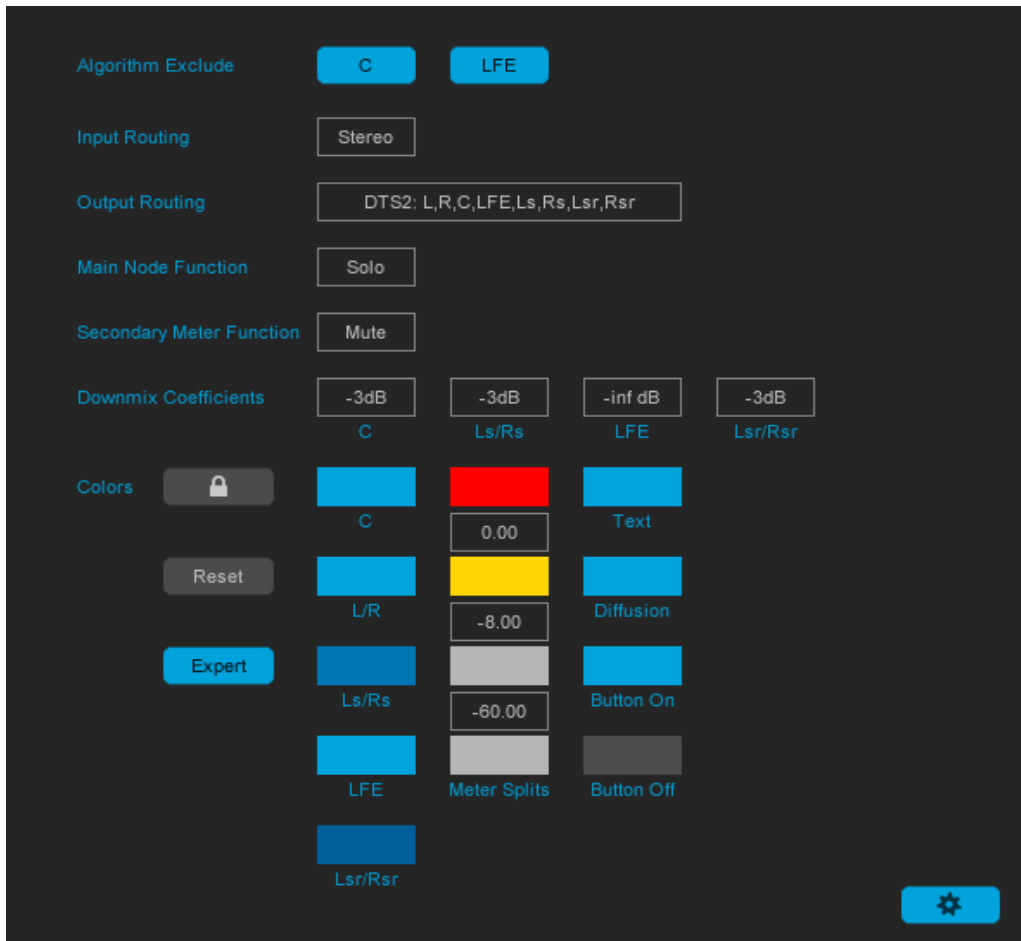 Algorithm Exclude C LFE
Input Routing Stereo
Output Routing DTS2: L,R,C,LFE,Ls,Rs,Lsr,Rsr
Main Node Function Solo
Secondary Meter Function Mute
Downmix Coefficients -3dB -3dB -inf dB -3dB
C Ls/Rs LFE Lsr/Rsr
Colors
C 0.00 Text
Reset
L/R -8.00 Diffusion
Expert
Ls/Rs -60.00 Button On
LFE Meter Splits Button Off
Lsr/Rsr